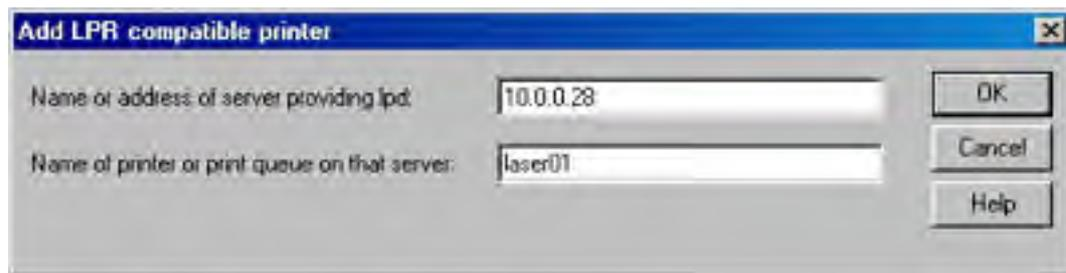 Add LPR compatible printer
Name or address of server providing lpd: 10.0.0.28 OK
Name of printer or print queue on that server: laser01 Cancel
Help